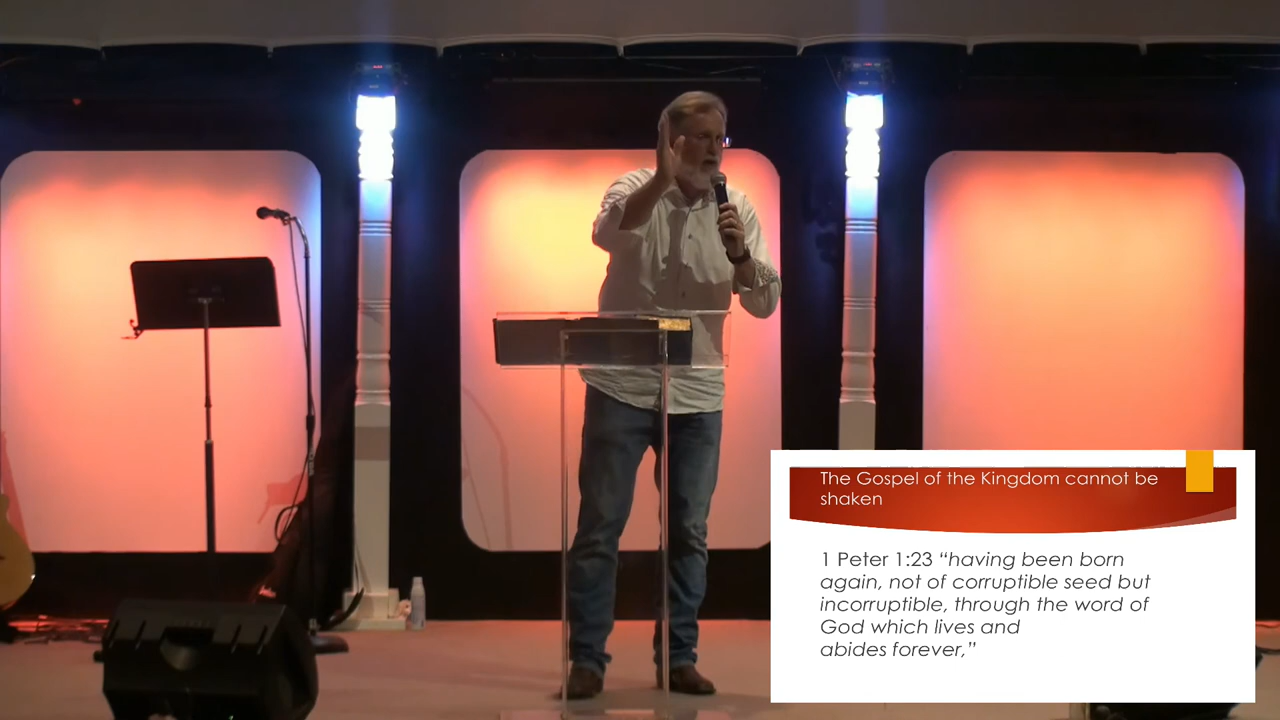 The Gospel of the Kingdom cannot be
shaken
1 Peter 1:23 “having been born
again, not of corruptible seed but
incorruptible, through the word of
God which lives and
abides forever,”